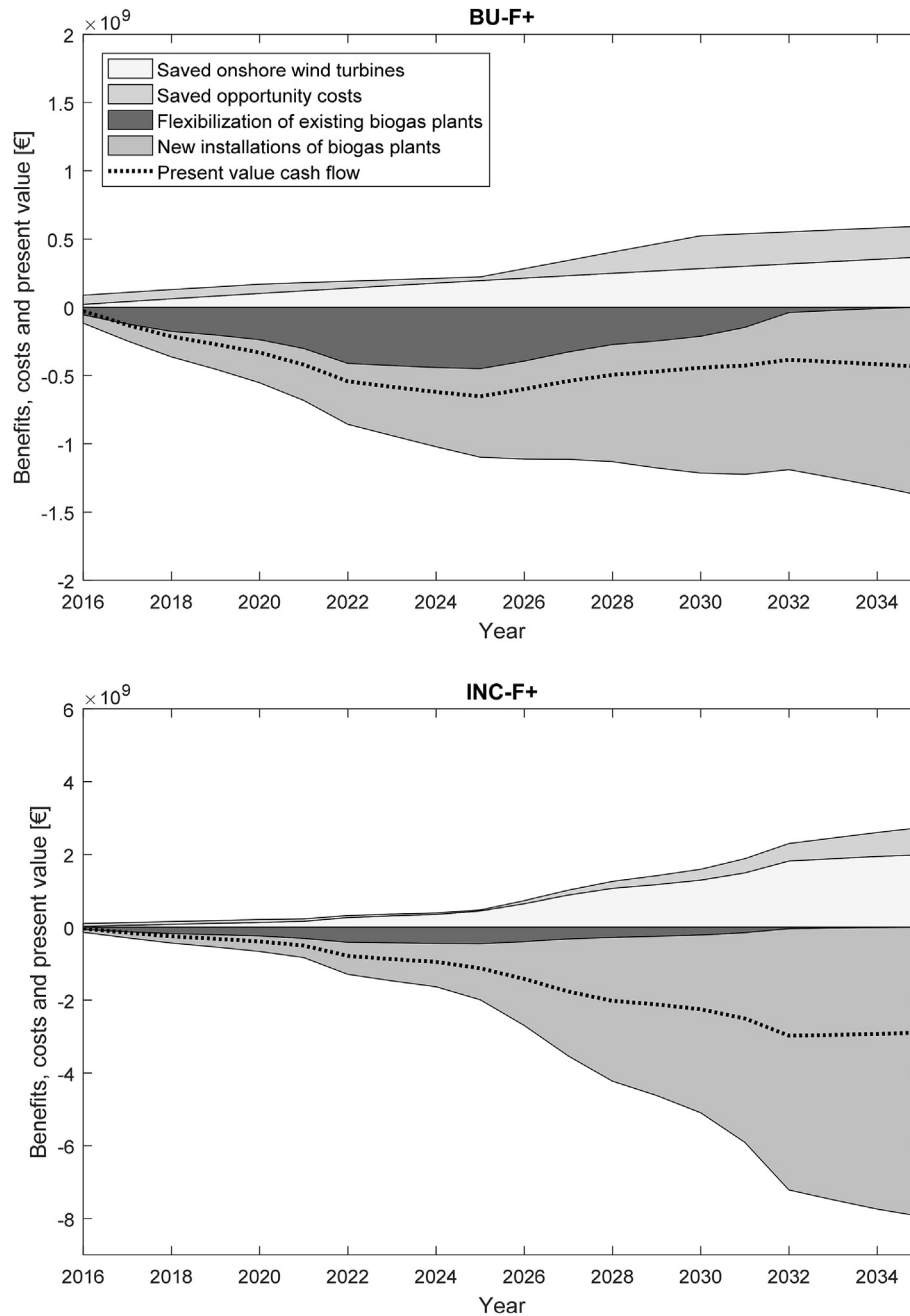 BU-F+
×10⁹
2
Saved onshore wind turbines
Saved opportunity costs
Flexibilization of existing biogas plants
New installations of biogas plants
Present value cash flow
1.5
1
0.5
0
-0.5
-1
-1.5
-2
Benefits, costs and present value [€]
2016 2018 2020 2022 2024 2026 2028 2030 2032 2034
Year
INC-F+
×10⁹
6
4
2
0
-2
-4
-6
-8
Benefits, costs and present value [€]
2016 2018 2020 2022 2024 2026 2028 2030 2032 2034
Year